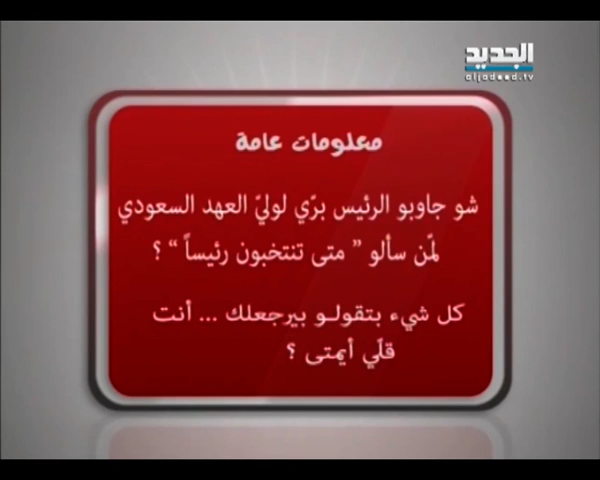 الجديد
aljadeed.tv
معلومات عامة
شو جاوبو الرئيس برّي لوليّ العهد السعودي
لمّن سألو " متى تنتخبون رئيساً " ؟
كل شيء بتقولو بيرجعلك ... أنت
قلّي أيمتى ؟